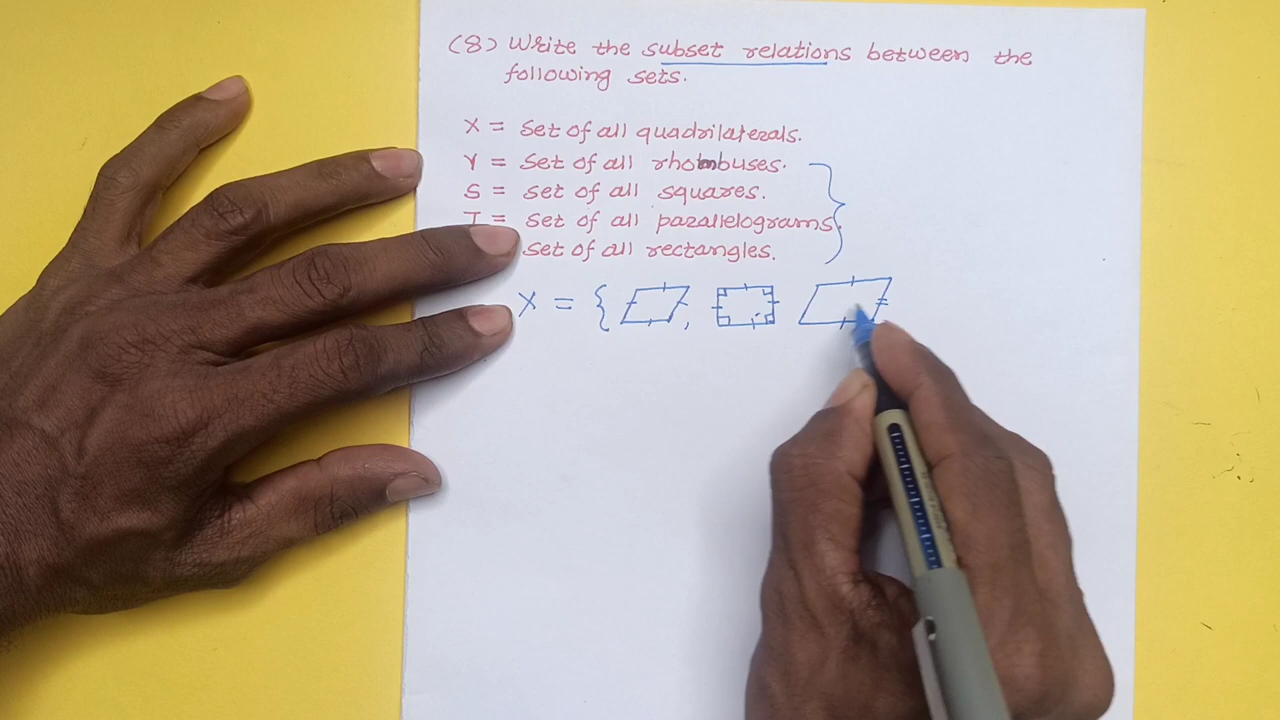 (8) Write the subset relations between the
following sets.
X = set of all quadrilaterals.
Y = set of all rhombuses.
S = set of all squares.
T = set of all parallelograms.
set of all rectangles.
X = {